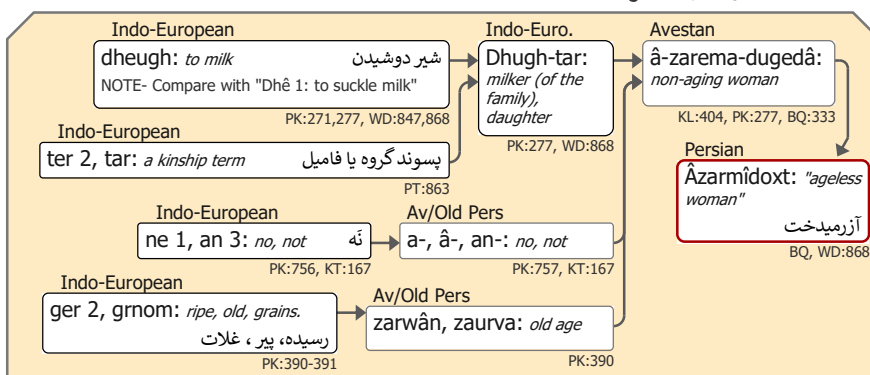 Indo-European
dheugh: to milk شیر دوشیدن
NOTE- Compare with "Dhê 1: to suckle milk"
PK:271,277, WD:847,868
Indo-European
ter 2, tar: a kinship term پسوند گروه یا فامیل
PT:863
Indo-Euro.
Dhugh-tar:
milker (of the
family),
daughter
PK:277, WD:868
Avestan
â-zarema-dugedâ:
non-aging woman
KL:404, PK:277, BQ:333
Persian
Âzarmîdoxt: "ageless
woman"
آزرمیدخت
BQ, WD:868
Indo-European
ne 1, an 3: no, not نَه
PK:756, KT:167
Av/Old Pers
a-, â-, an-: no, not
PK:757, KT:167
Indo-European
ger 2, grnom: ripe, old, grains.
رسیده، پیر ، غلات
PK:390-391
Av/Old Pers
zarwân, zaurva: old age
PK:390